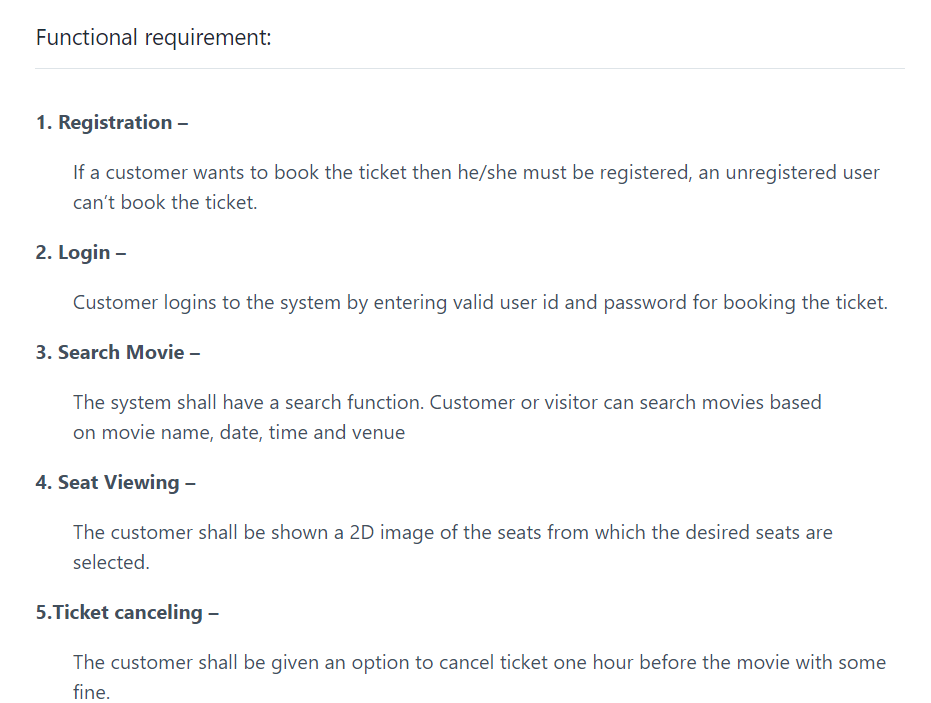 Functional requirement:
1. Registration –
If a customer wants to book the ticket then he/she must be registered, an unregistered user
can’t book the ticket.
2. Login –
Customer logins to the system by entering valid user id and password for booking the ticket.
3. Search Movie –
The system shall have a search function. Customer or visitor can search movies based
on movie name, date, time and venue
4. Seat Viewing –
The customer shall be shown a 2D image of the seats from which the desired seats are
selected.
5.Ticket canceling –
The customer shall be given an option to cancel ticket one hour before the movie with some
fine.